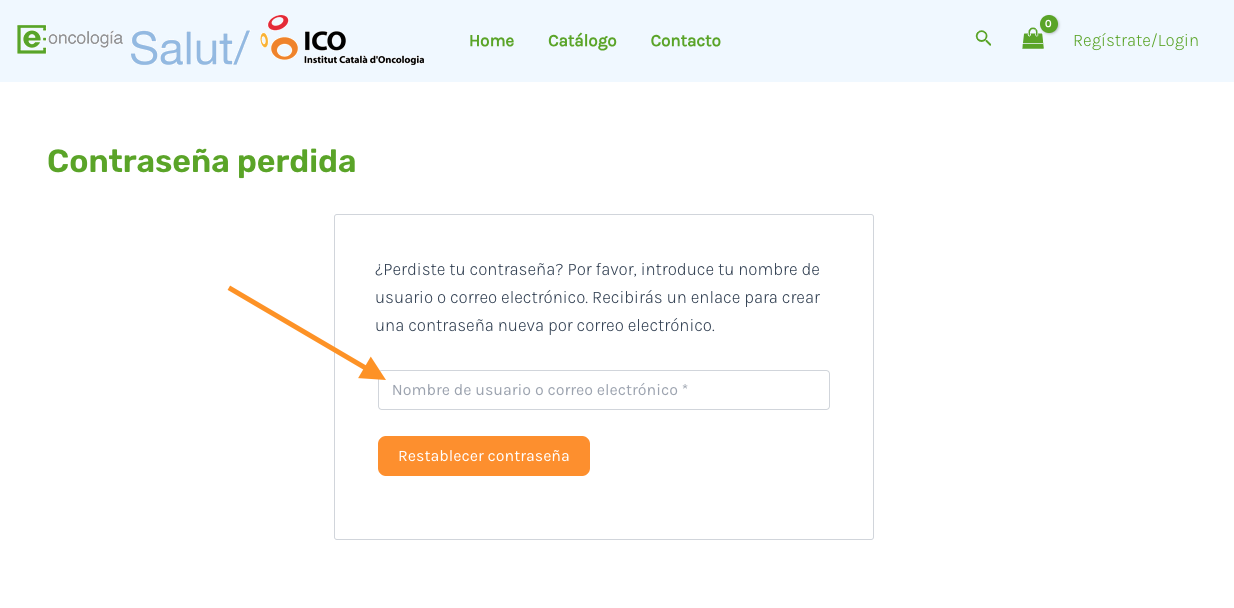 e oncología Salut/ ICO
Institut Català d'Oncologia
Home Catálogo Contacto
0
Regístrate/Login
Contraseña perdida
¿Perdiste tu contraseña? Por favor, introduce tu nombre de
usuario o correo electrónico. Recibirás un enlace para crear
una contraseña nueva por correo electrónico.
Nombre de usuario o correo electrónico *
Restablecer contraseña